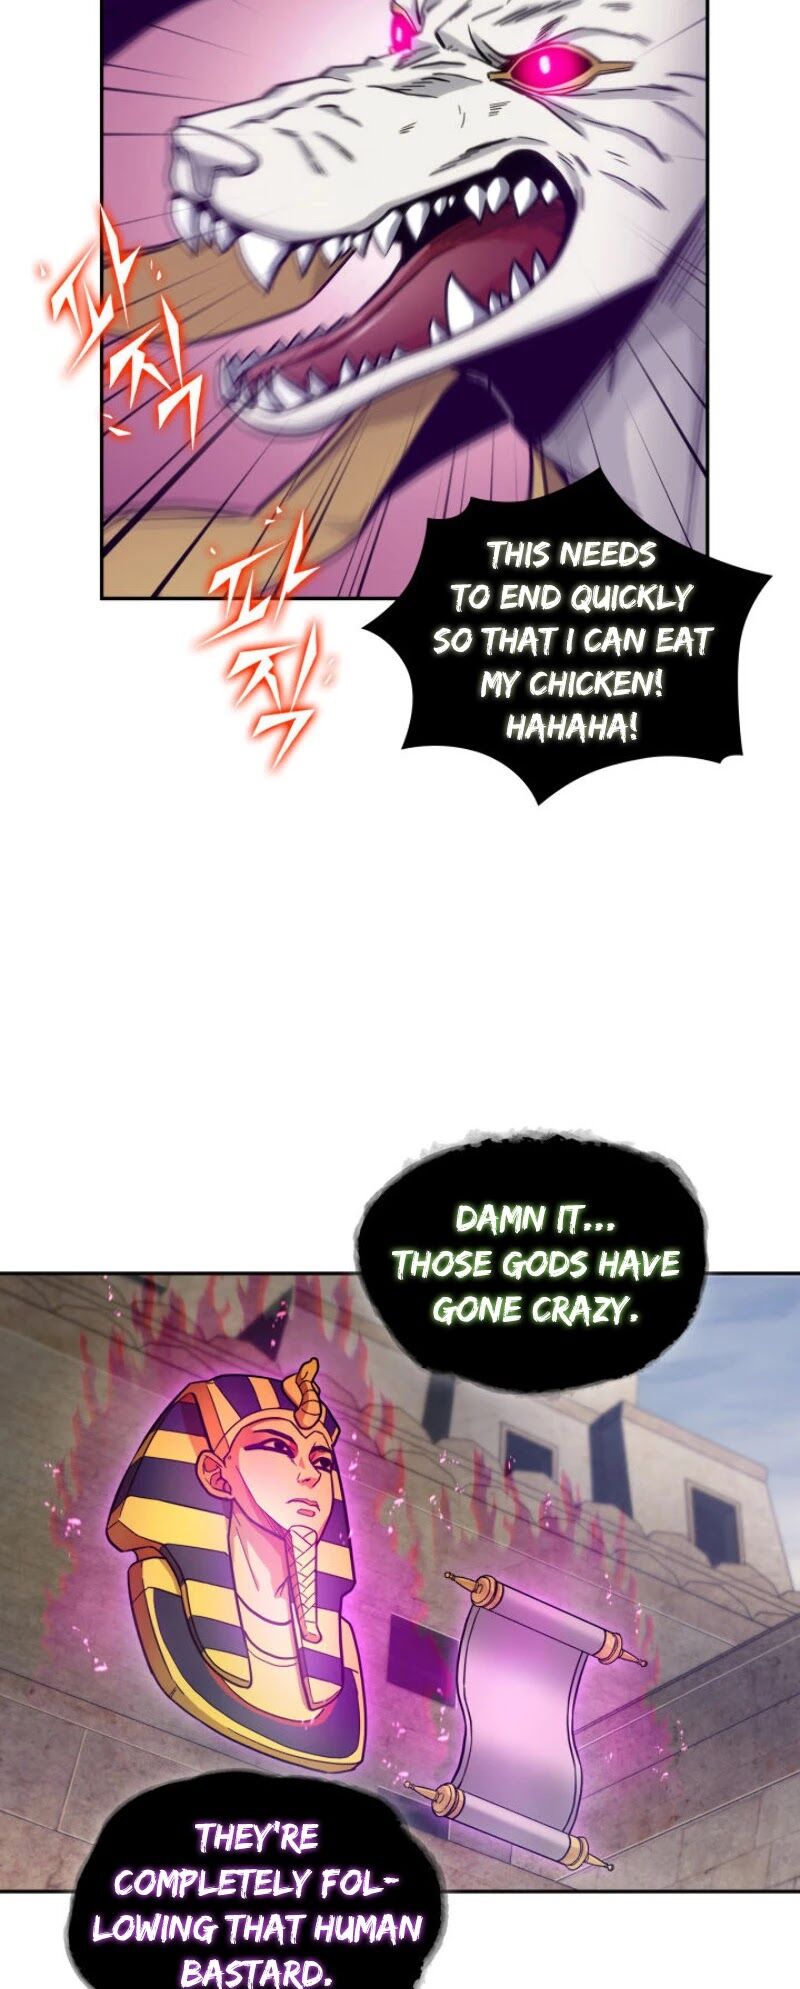 파
직
파
직
THIS NEEDS
TO END QUICKLY
SO THAT I CAN EAT
MY CHICKEN!
HAHAHA!
DAMN IT...
THOSE GODS HAVE
GONE CRAZY.
THEY'RE
COMPLETELY FOL-
LOWING THAT HUMAN
BASTARD.